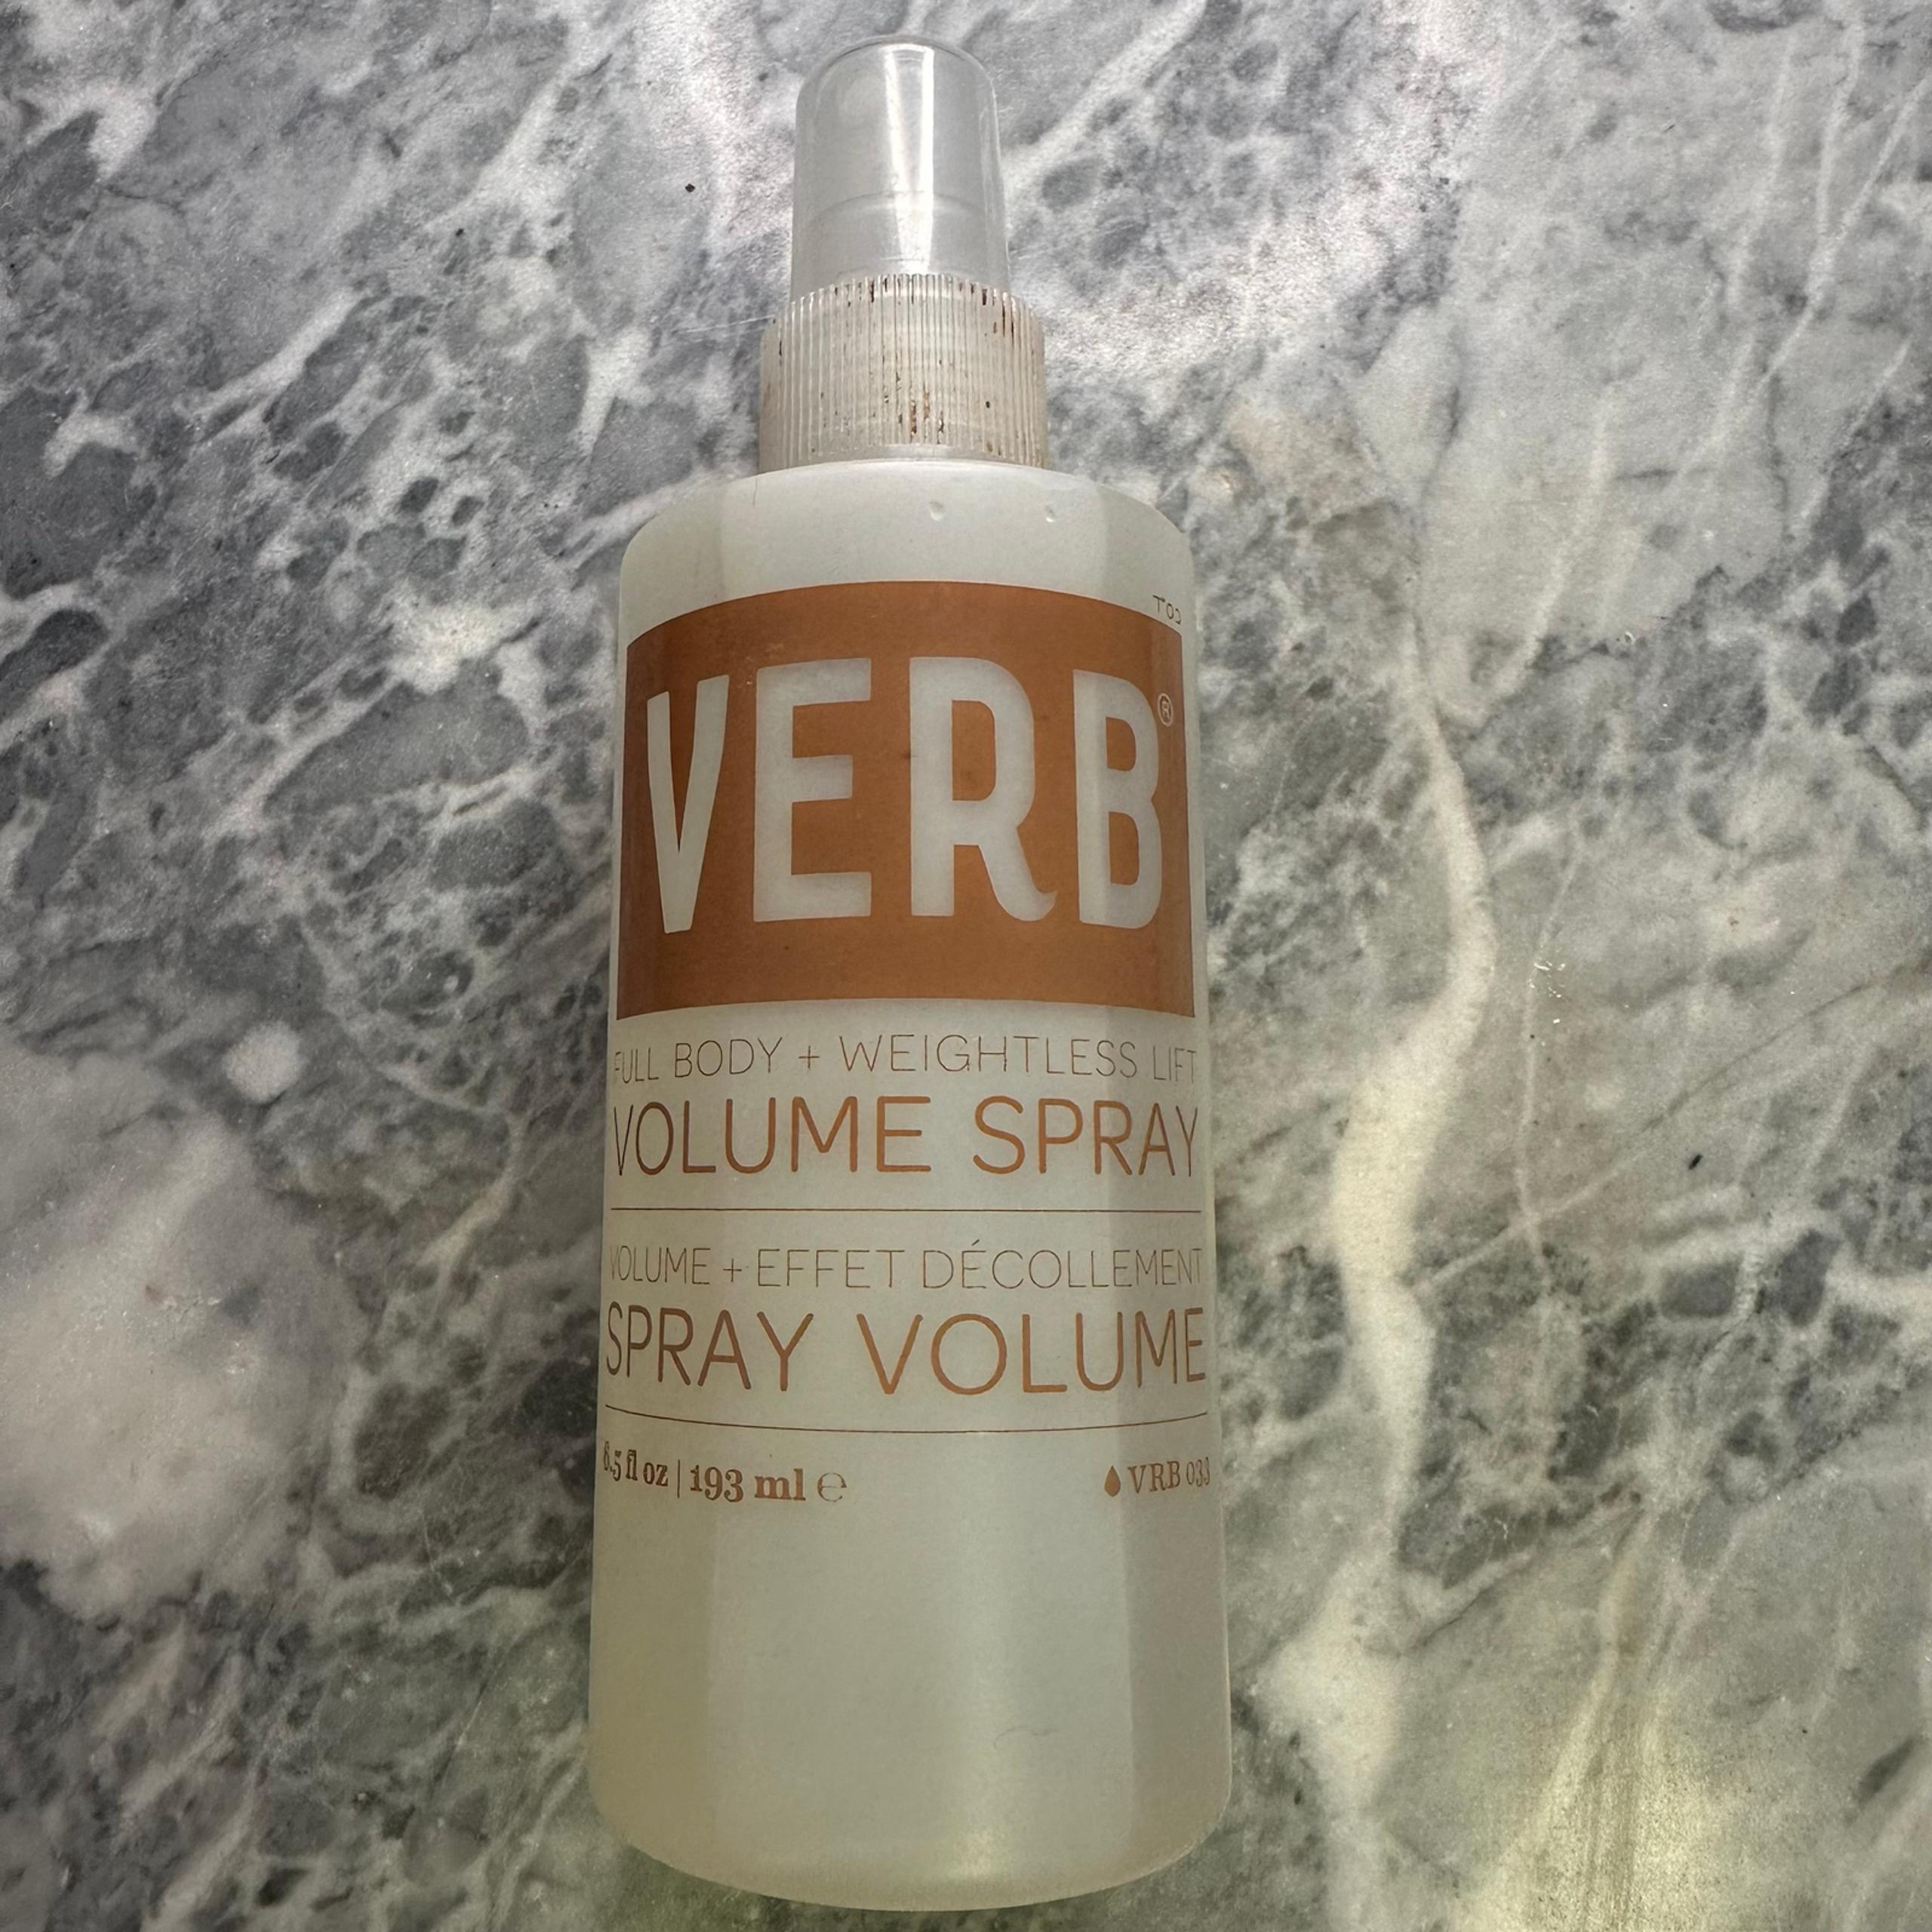 VERB®
FULL BODY + WEIGHTLESS LIFT
VOLUME SPRAY
VOLUME + EFFET DÉCOLLEMENT
SPRAY VOLUME
6.5 fl oz | 193 ml ℮
VRB 033